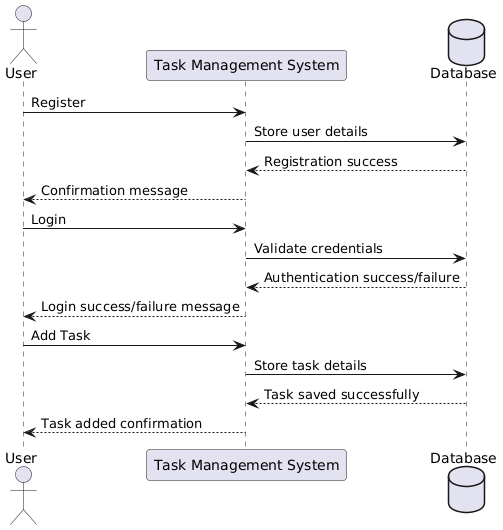 User
Task Management System
Database
Register
Store user details
Registration success
Confirmation message
Login
Validate credentials
Authentication success/failure
Login success/failure message
Add Task
Store task details
Task saved successfully
Task added confirmation
User
Task Management System
Database